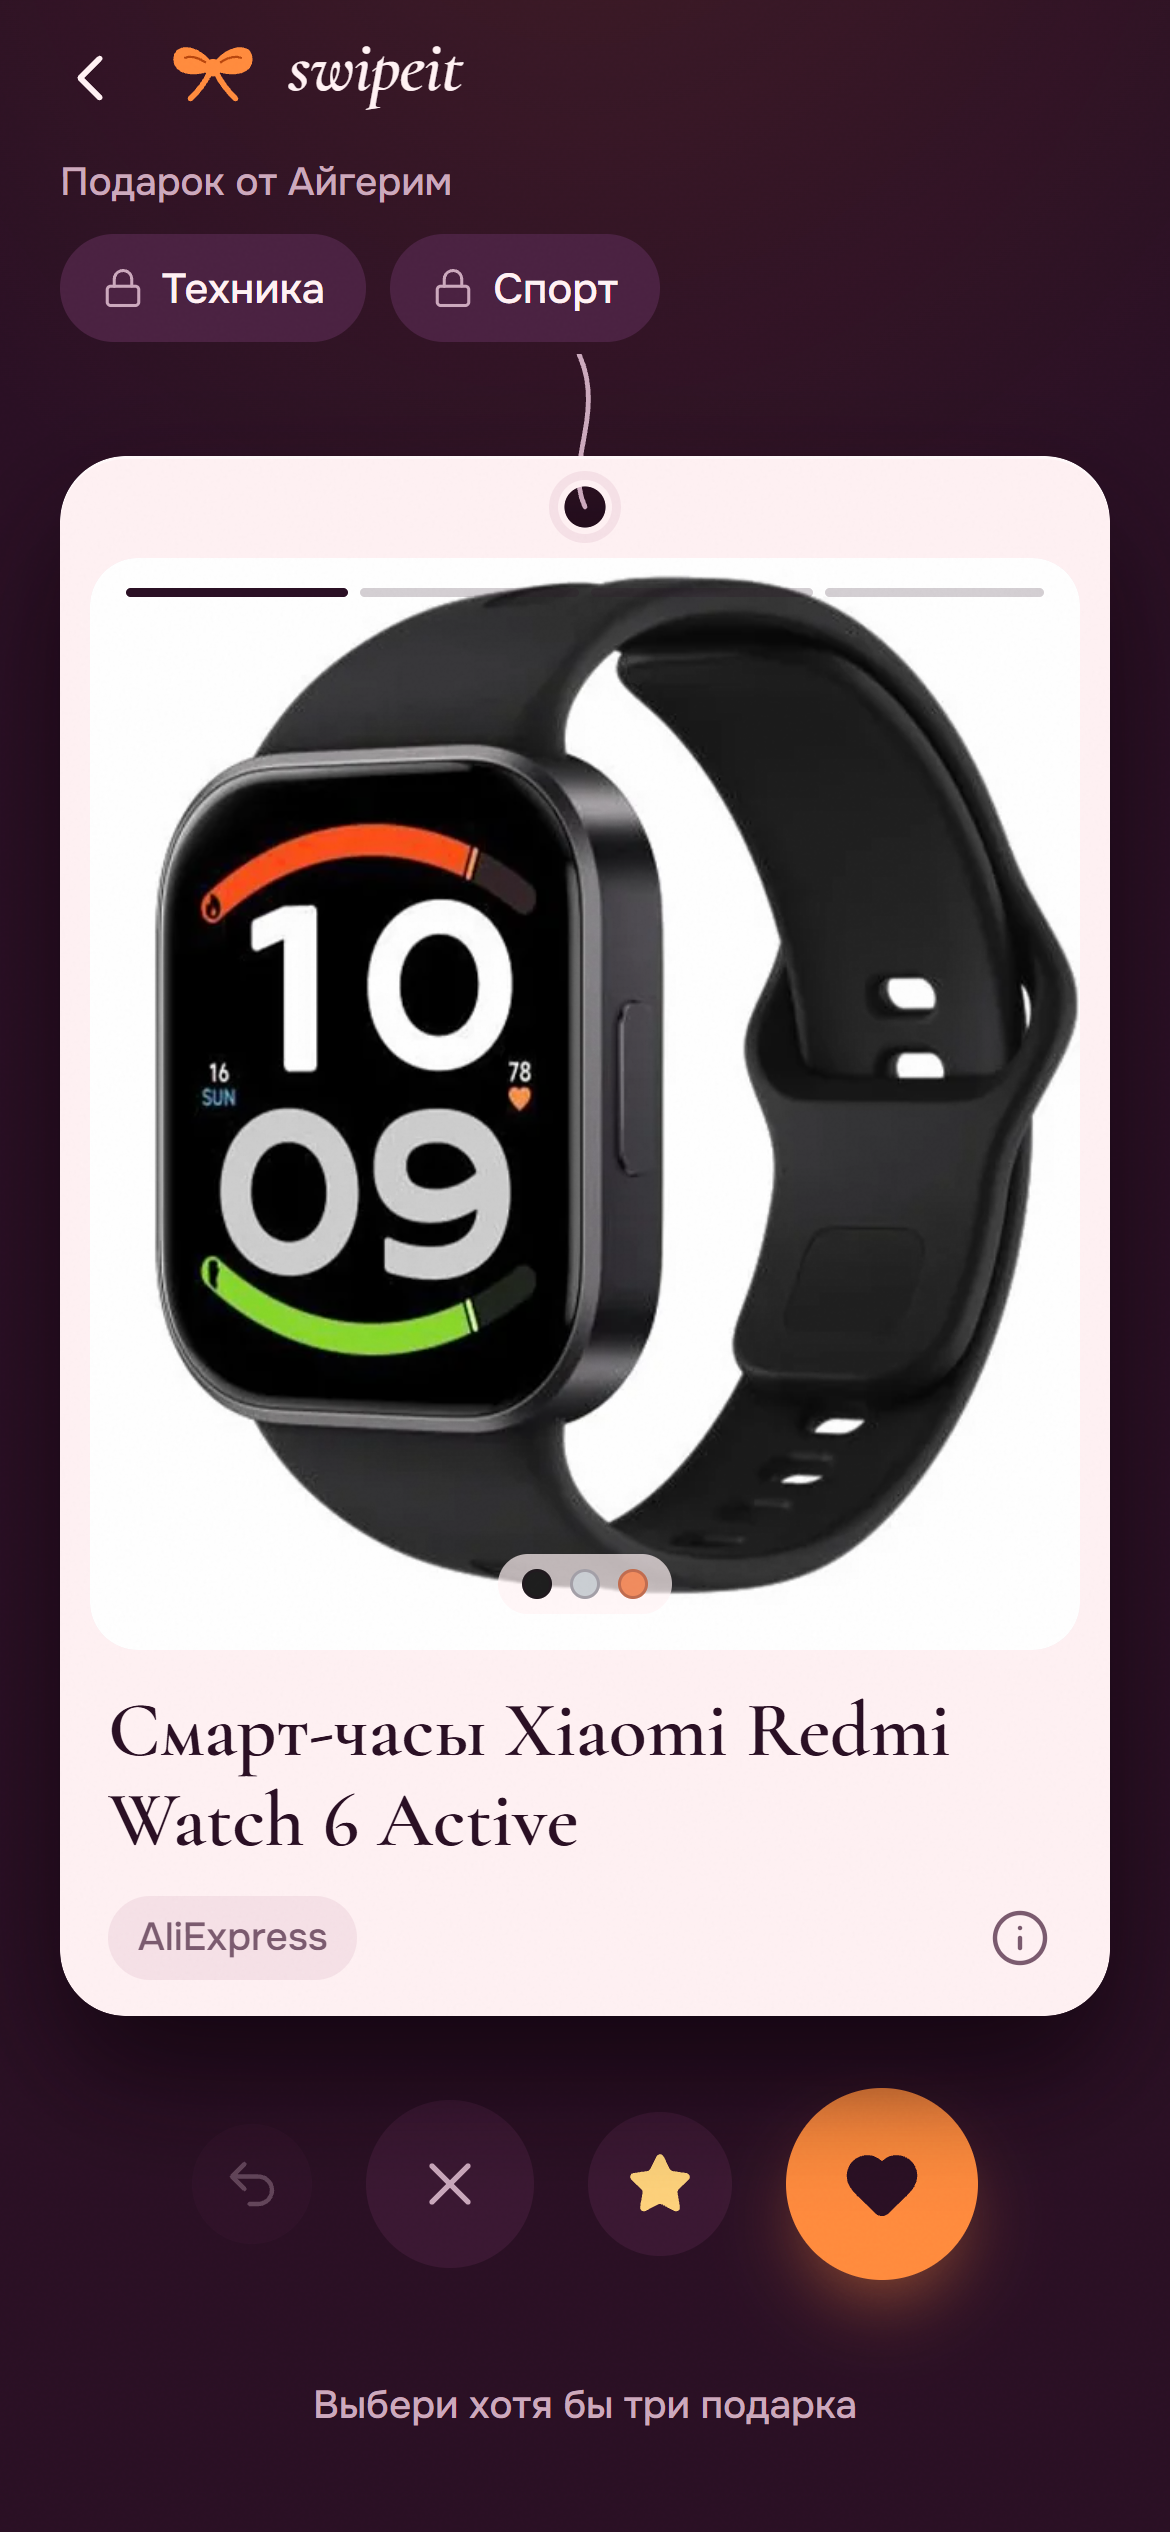 swipeit
Подарок от Айгерим
Техника
Спорт
10
16
SUN
78
09
Смарт-часы Xiaomi Redmi
Watch 6 Active
AliExpress
Выбери хотя бы три подарка